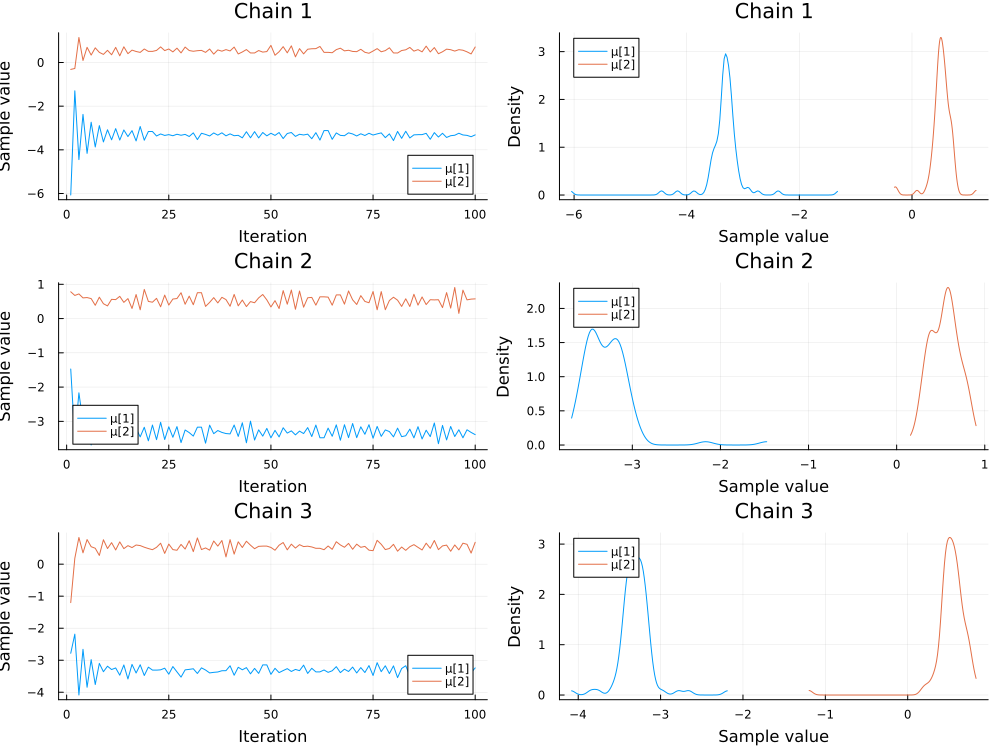 Chain 1
Sample value
0
−2
−4
−6
μ[1]
μ[2]
0 25 50 75 100
Iteration
Chain 1
Density
3
2
1
0
μ[1]
μ[2]
−6 −4 −2 0
Sample value
Chain 2
Sample value
1
0
−1
−2
−3
μ[1]
μ[2]
0 25 50 75 100
Iteration
Chain 2
Density
2.0
1.5
1.0
0.5
0.0
μ[1]
μ[2]
−3 −2 −1 0 1
Sample value
Chain 3
Sample value
0
−1
−2
−3
−4
μ[1]
μ[2]
0 25 50 75 100
Iteration
Chain 3
Density
3
2
1
0
μ[1]
μ[2]
−4 −3 −2 −1 0
Sample value